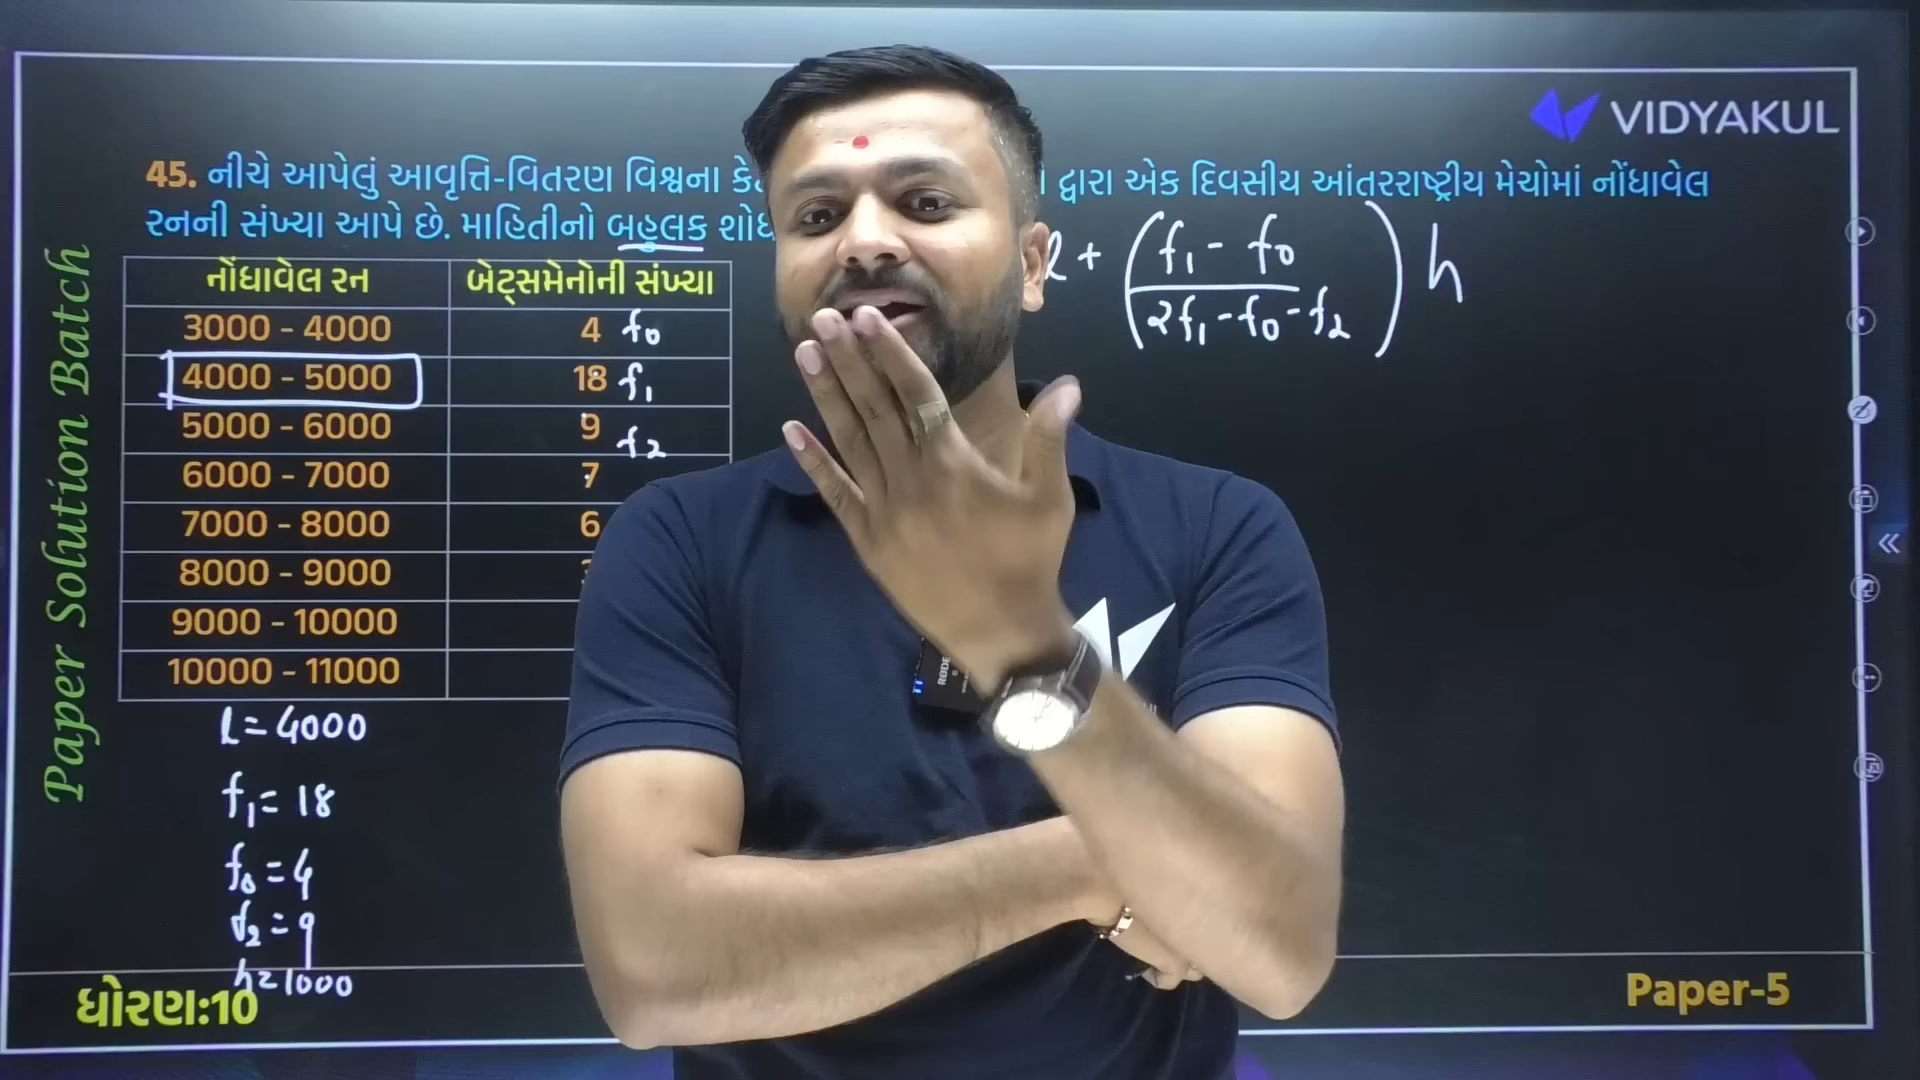 VIDYAKUL
45. નીચે આપેલું આવૃત્તિ-વિતરણ વિશ્વના દ્વારા એક દિવસીય આંતરરાષ્ટ્રીય મેચોમાં નોંધાવેલ
રનની સંખ્યા આપે છે. માહિતીનો બહુલક
l + ( f₁ - f₀ / 2f₁ - f₀ - f₂ ) h
નોંધાવેલ રન બેટ્સમેનોની સંખ્યા
3000 - 4000 4 f₀
4000 - 5000 18 f₁
5000 - 6000 9 f₂
6000 - 7000 7
7000 - 8000 6
8000 - 9000
9000 - 10000
10000 - 11000
l = 4000
f₁ = 18
f₀ = 4
f₂ = 9
h = 1000
Paper Solution Batch
RODE
ધોરણ:10
Paper-5